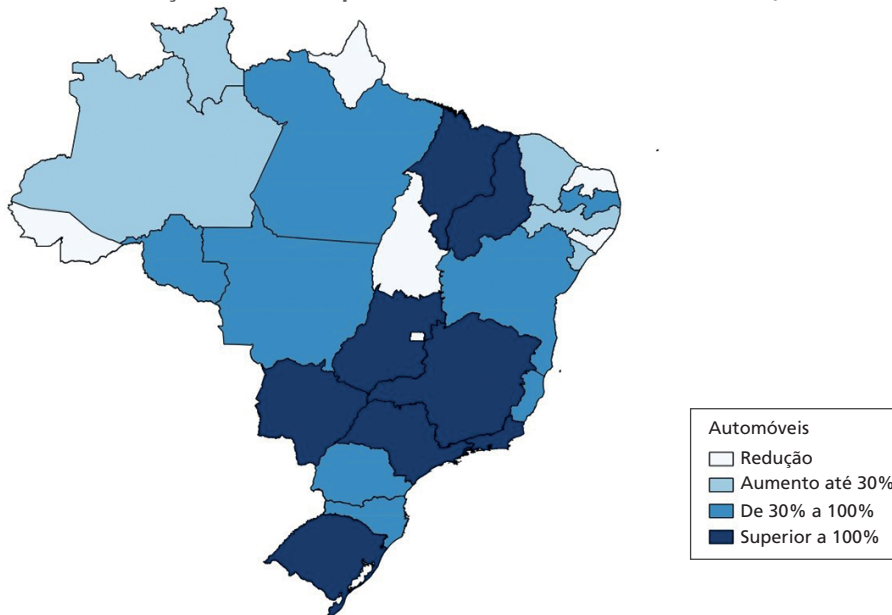 Automóveis
Redução
Aumento até 30%
De 30% a 100%
Superior a 100%